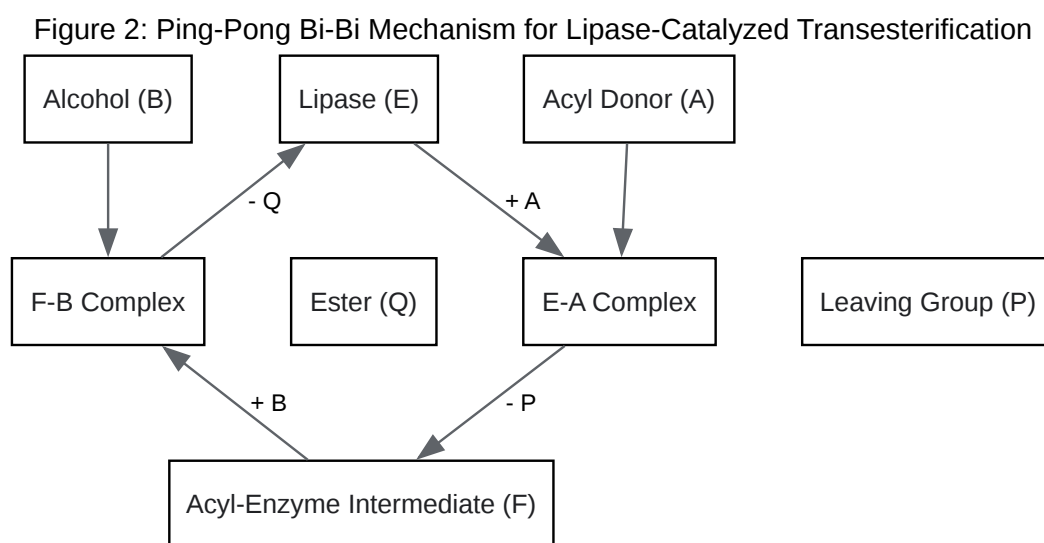 Figure 2: Ping-Pong Bi-Bi Mechanism for Lipase-Catalyzed Transesterification
Alcohol (B)
Lipase (E)
Acyl Donor (A)
- Q
+ A
F-B Complex
Ester (Q)
E-A Complex
Leaving Group (P)
+ B
- P
Acyl-Enzyme Intermediate (F)